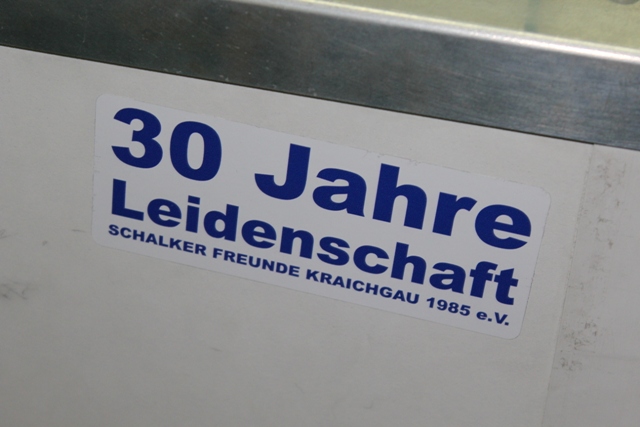 30 Jahre
Leidenschaft
SCHALKER FREUNDE KRAICHGAU 1985 e.V.